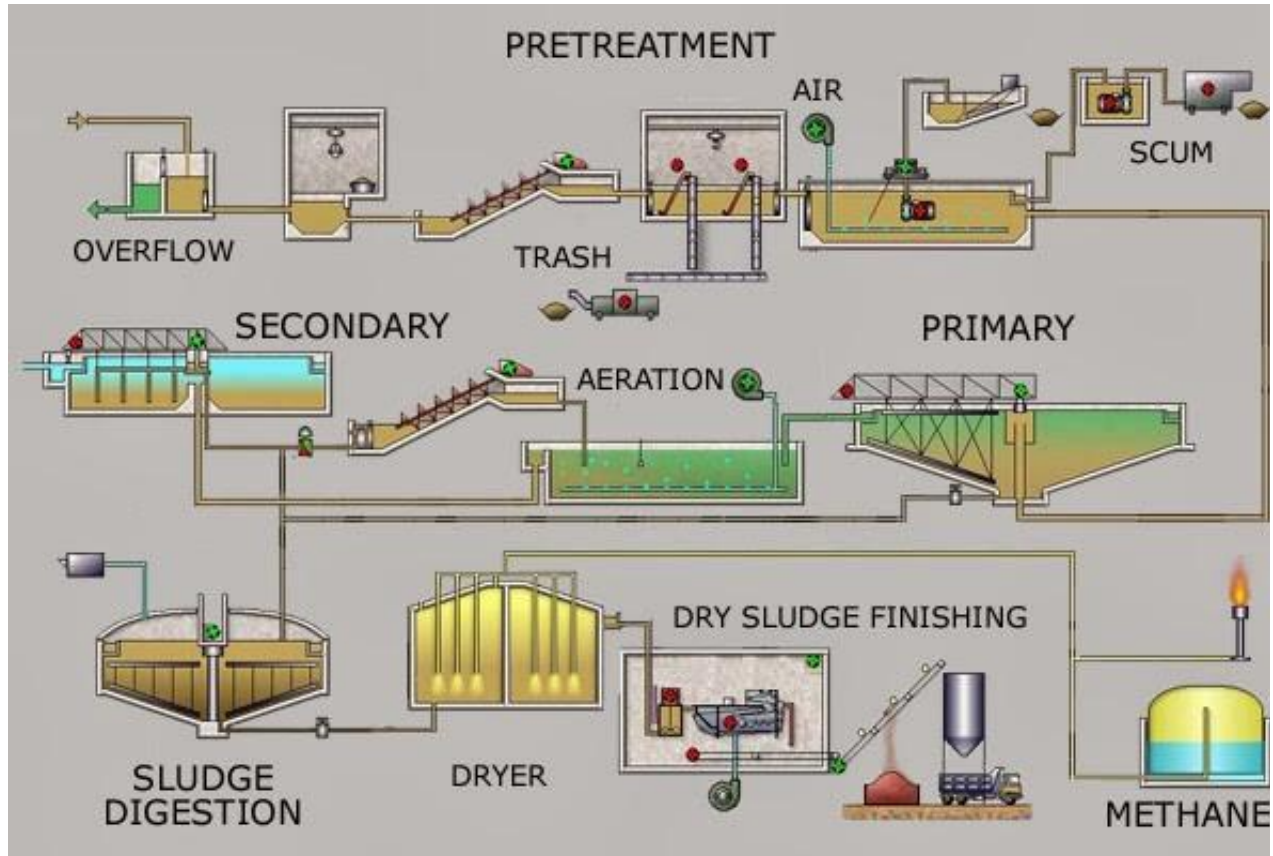 PRETREATMENT
AIR
SCUM
OVERFLOW
TRASH
SECONDARY
PRIMARY
AERATION
DRY SLUDGE FINISHING
SLUDGE
DIGESTION
DRYER
METHANE